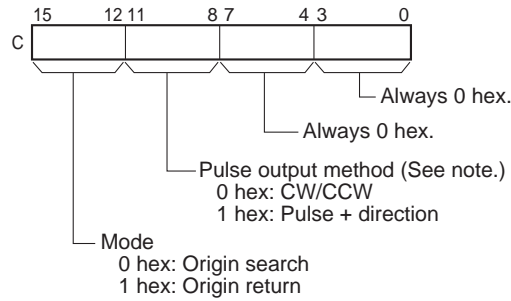 15 12 11 8 7 4 3 0
C
Always 0 hex.
Always 0 hex.
Pulse output method (See note.)
0 hex: CW/CCW
1 hex: Pulse + direction
Mode
0 hex: Origin search
1 hex: Origin return